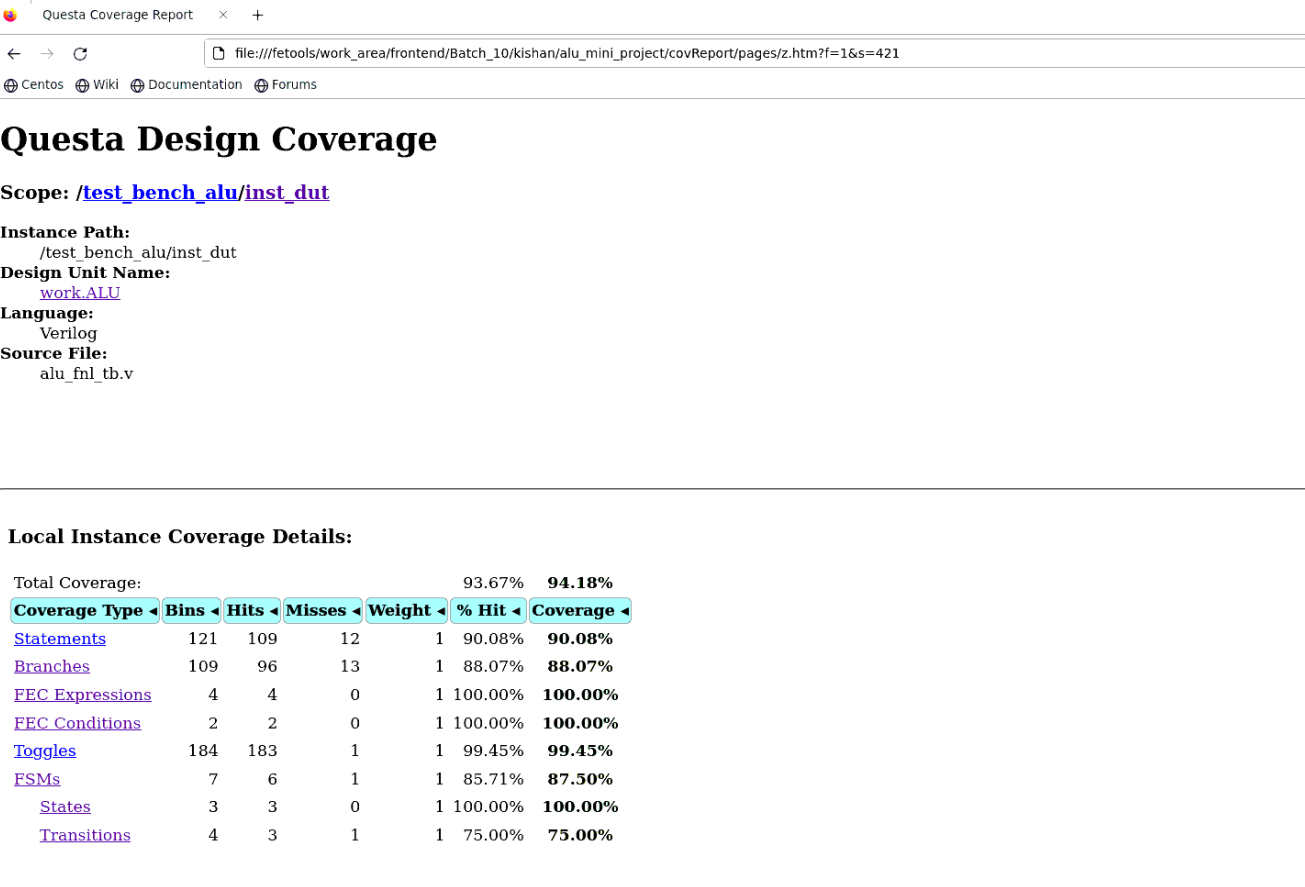 Questa Coverage Report
file:///fetools/work_area/frontend/Batch_10/kishan/alu_mini_project/covReport/pages/z.htm?f=1&s=421
Centos Wiki Documentation Forums
Questa Design Coverage
Scope: /test_bench_alu/inst_dut
Instance Path:
/test_bench_alu/inst_dut
Design Unit Name:
work.ALU
Language:
Verilog
Source File:
alu_fnl_tb.v
Local Instance Coverage Details:
Total Coverage: 93.67% 94.18%
Coverage Type Bins Hits Misses Weight % Hit Coverage
Statements 121 109 12 1 90.08% 90.08%
Branches 109 96 13 1 88.07% 88.07%
FEC Expressions 4 4 0 1 100.00% 100.00%
FEC Conditions 2 2 0 1 100.00% 100.00%
Toggles 184 183 1 1 99.45% 99.45%
FSMs 7 6 1 1 85.71% 87.50%
States 3 3 0 1 100.00% 100.00%
Transitions 4 3 1 1 75.00% 75.00%